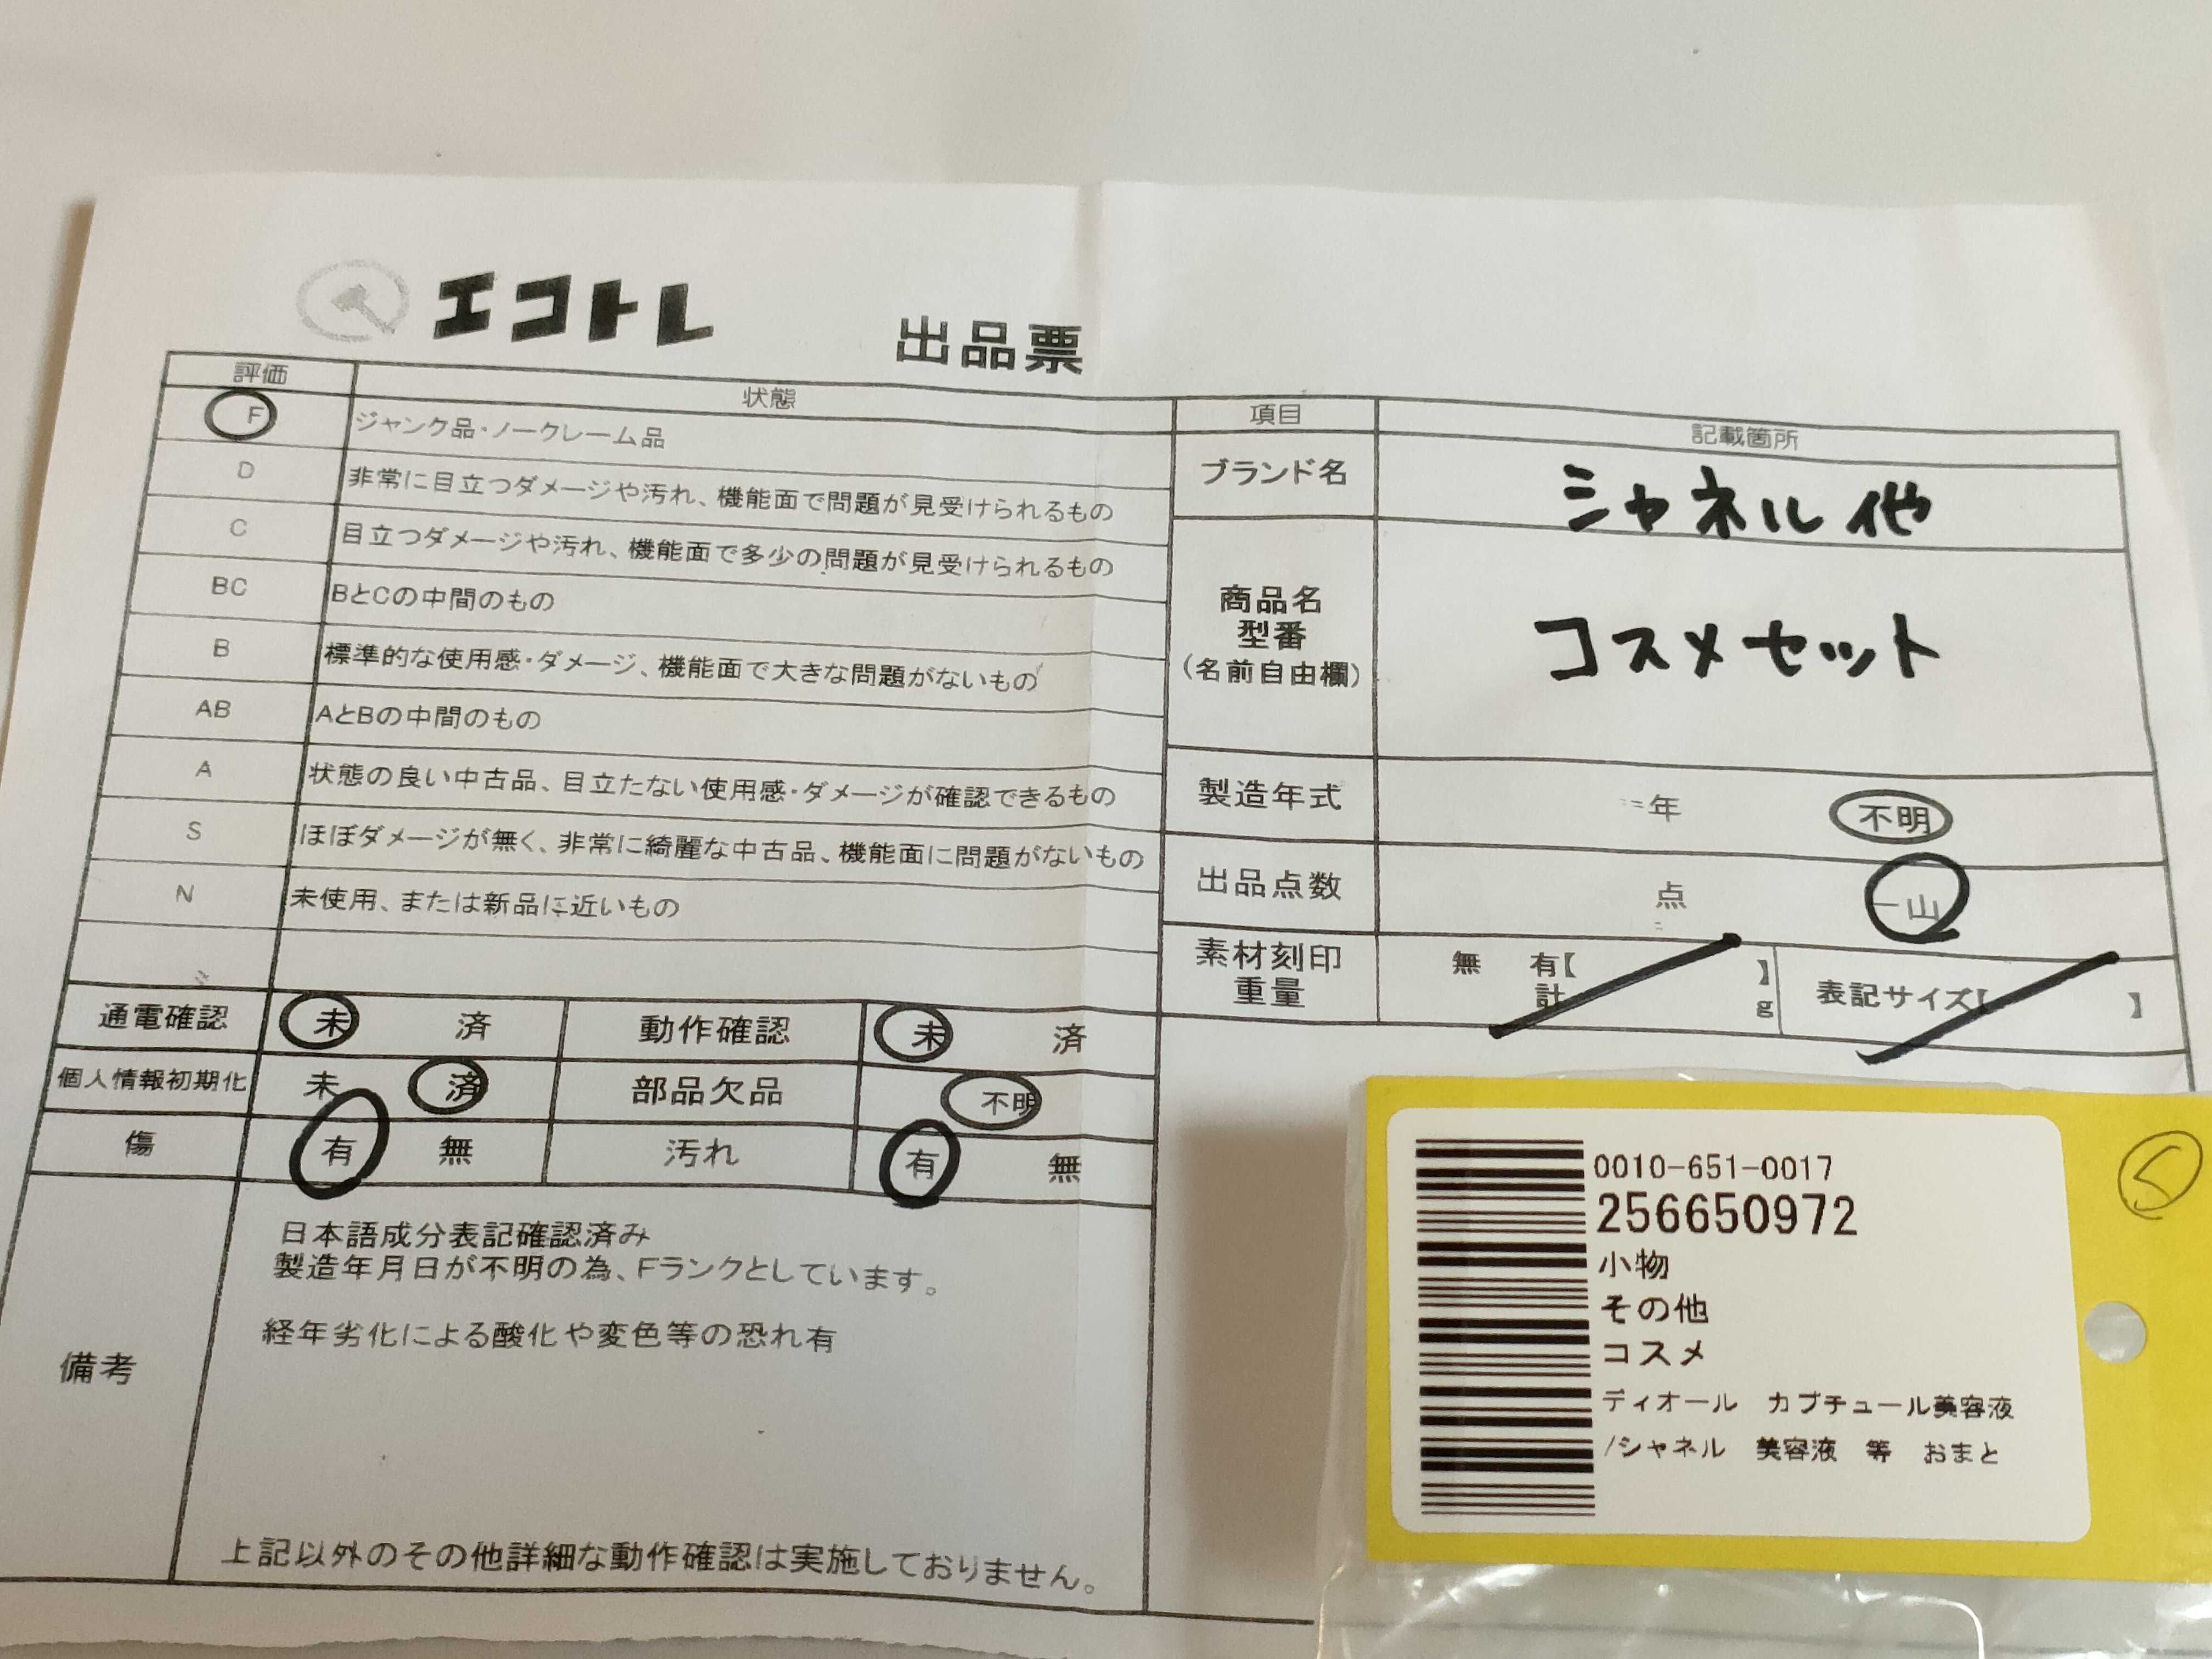 エコトレ 出品票
評価 状態
F ジャンク品・ノークレーム品
D 非常に目立つダメージや汚れ、機能面で問題が見受けられるもの
C 目立つダメージや汚れ、機能面で多少の問題が見受けられるもの
BC BとCの中間のもの
B 標準的な使用感・ダメージ、機能面で大きな問題がないもの
AB AとBの中間のもの
A 状態の良い中古品、目立たない使用感・ダメージが確認できるもの
S ほぼダメージが無く、非常に綺麗な中古品、機能面に問題がないもの
N 未使用、または新品に近いもの
通電確認 未 済 動作確認 未 済
個人情報初期化 未 済 部品欠品 不明
傷 有 無 汚れ 有 無
備考
日本語成分表記確認済み
製造年月日が不明の為、Fランクとしています。
経年劣化による酸化や変色等の恐れ有
上記以外のその他詳細な動作確認は実施しておりません。
項目 記載箇所
ブランド名 シャネル他
商品名
型番
(名前自由欄)
コスメセット
製造年式 年 不明
出品点数 点 一山
素材刻印 無 有【 】 表記サイズ【 】
重量 計 g
0010-651-0017
256650972
小物
その他
コスメ
ディオール カプチュール美容液
/シャネル 美容液 等 おまと